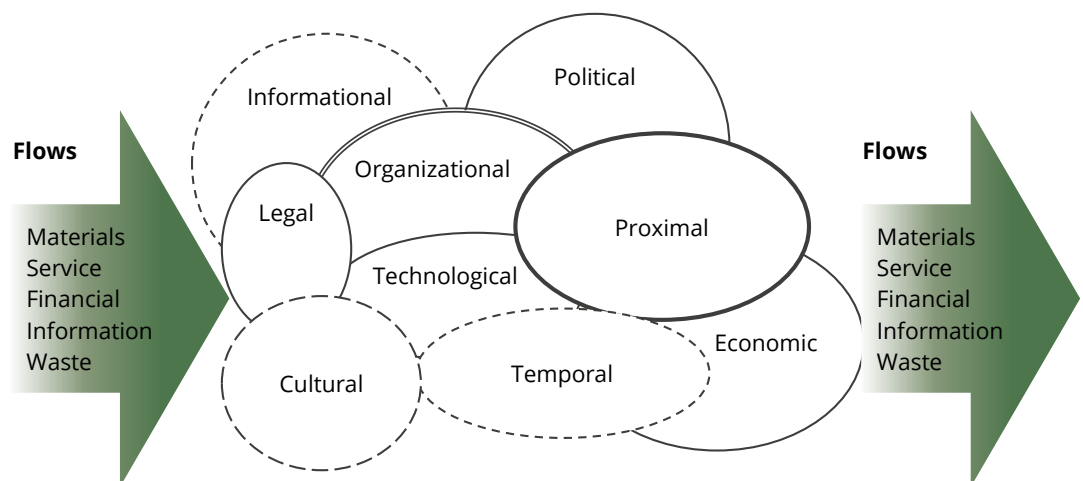 Flows
Materials
Service
Financial
Information
Waste
Informational
Political
Organizational
Legal
Proximal
Technological
Economic
Temporal
Cultural
Flows
Materials
Service
Financial
Information
Waste